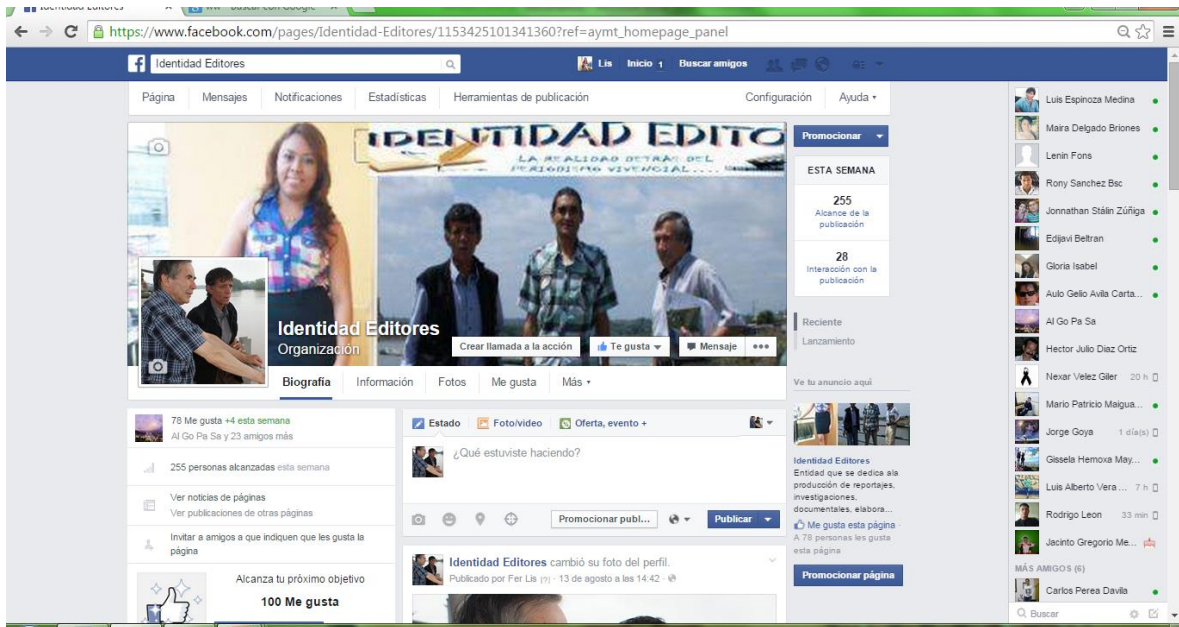 Identidad Editores
Buscar con Google
https://www.facebook.com/pages/Identidad-Editores/1153425101341360?ref=aymt_homepage_panel
Identidad Editores
Lis Inicio 1 Buscar amigos
Página Mensajes Notificaciones Estadísticas Herramientas de publicación Configuración Ayuda
IDENTIDAD EDITO
LA REALIDAD DETRAS DEL
PERIODISMO VIVENCIAL....
Identidad Editores
Organización
Crear llamada a la acción Te gusta Mensaje
Biografía Información Fotos Me gusta Más
78 Me gusta +4 esta semana
Al Go Pa Sa y 23 amigos más
255 personas alcanzadas esta semana
Ver noticias de páginas
Ver publicaciones de otras páginas
Invitar a amigos a que indiquen que les gusta la
página
Alcanza tu próximo objetivo
100 Me gusta
Estado Foto/video Oferta, evento +
¿Qué estuviste haciendo?
Promocionar publ... Publicar
Identidad Editores cambió su foto del perfil.
Publicado por Fer Lis [?] · 13 de agosto a las 14:42 ·
Promocionar
ESTA SEMANA
255
Alcance de la
publicación
28
Interacción con la
publicación
Reciente
Lanzamiento
Ve tu anuncio aquí
Identidad Editores
Entidad que se dedica ala
producción de reportajes,
investigaciones,
documentales, elabora...
Me gusta esta página ·
A 78 personas les gusta
esta página
Promocionar página
Luis Espinoza Medina
Maira Delgado Briones
Lenin Fons
Rony Sanchez Bsc
Jonnathan Stálin Zúñiga
Edijavi Beltran
Gloria Isabel
Aulo Gelio Avila Carta...
Al Go Pa Sa
Hector Julio Diaz Ortiz
Nexar Velez Giler 20 h
Mario Patricio Maigua...
Jorge Goya 1 día(s)
Gissela Hemoxa May...
Luis Alberto Vera ... 7 h
Rodrigo Leon 33 min
Jacinto Gregorio Me...
MÁS AMIGOS (6)
Carlos Perea Davila
Buscar